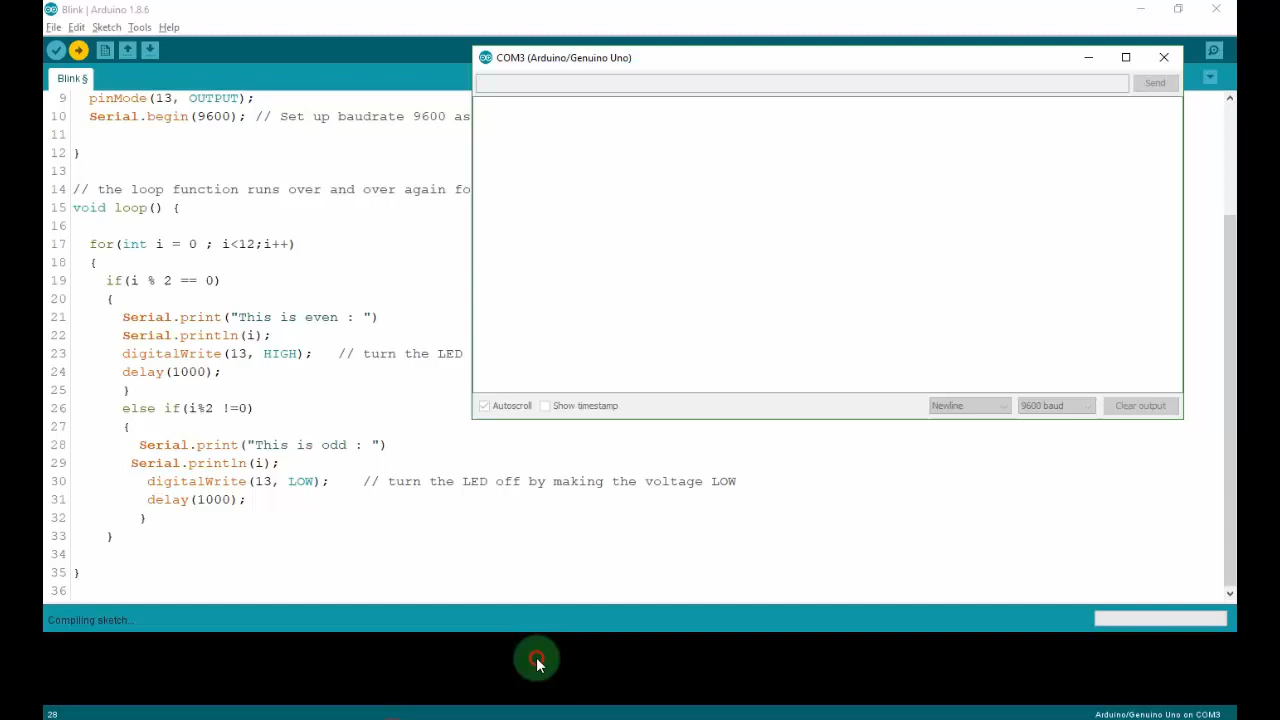 Blink | Arduino 1.8.6
File Edit Sketch Tools Help
Blink §
COM3 (Arduino/Genuino Uno)
Send
9 pinMode(13, OUTPUT);
10 Serial.begin(9600); // Set up baudrate 9600 as
11
12 }
13
14 // the loop function runs over and over again fo
15 void loop() {
16
17 for(int i = 0 ; i<12;i++)
18 {
19 if(i % 2 == 0)
20 {
21 Serial.print("This is even : ")
22 Serial.println(i);
23 digitalWrite(13, HIGH); // turn the LED
24 delay(1000);
25 }
26 else if(i%2 !=0)
27 {
28 Serial.print("This is odd : ")
29 Serial.println(i);
30 digitalWrite(13, LOW); // turn the LED off by making the voltage LOW
31 delay(1000);
32 }
33 }
34
35 }
36
Autoscroll Show timestamp Newline 9600 baud Clear output
Compiling sketch...
28 Arduino/Genuino Uno on COM3